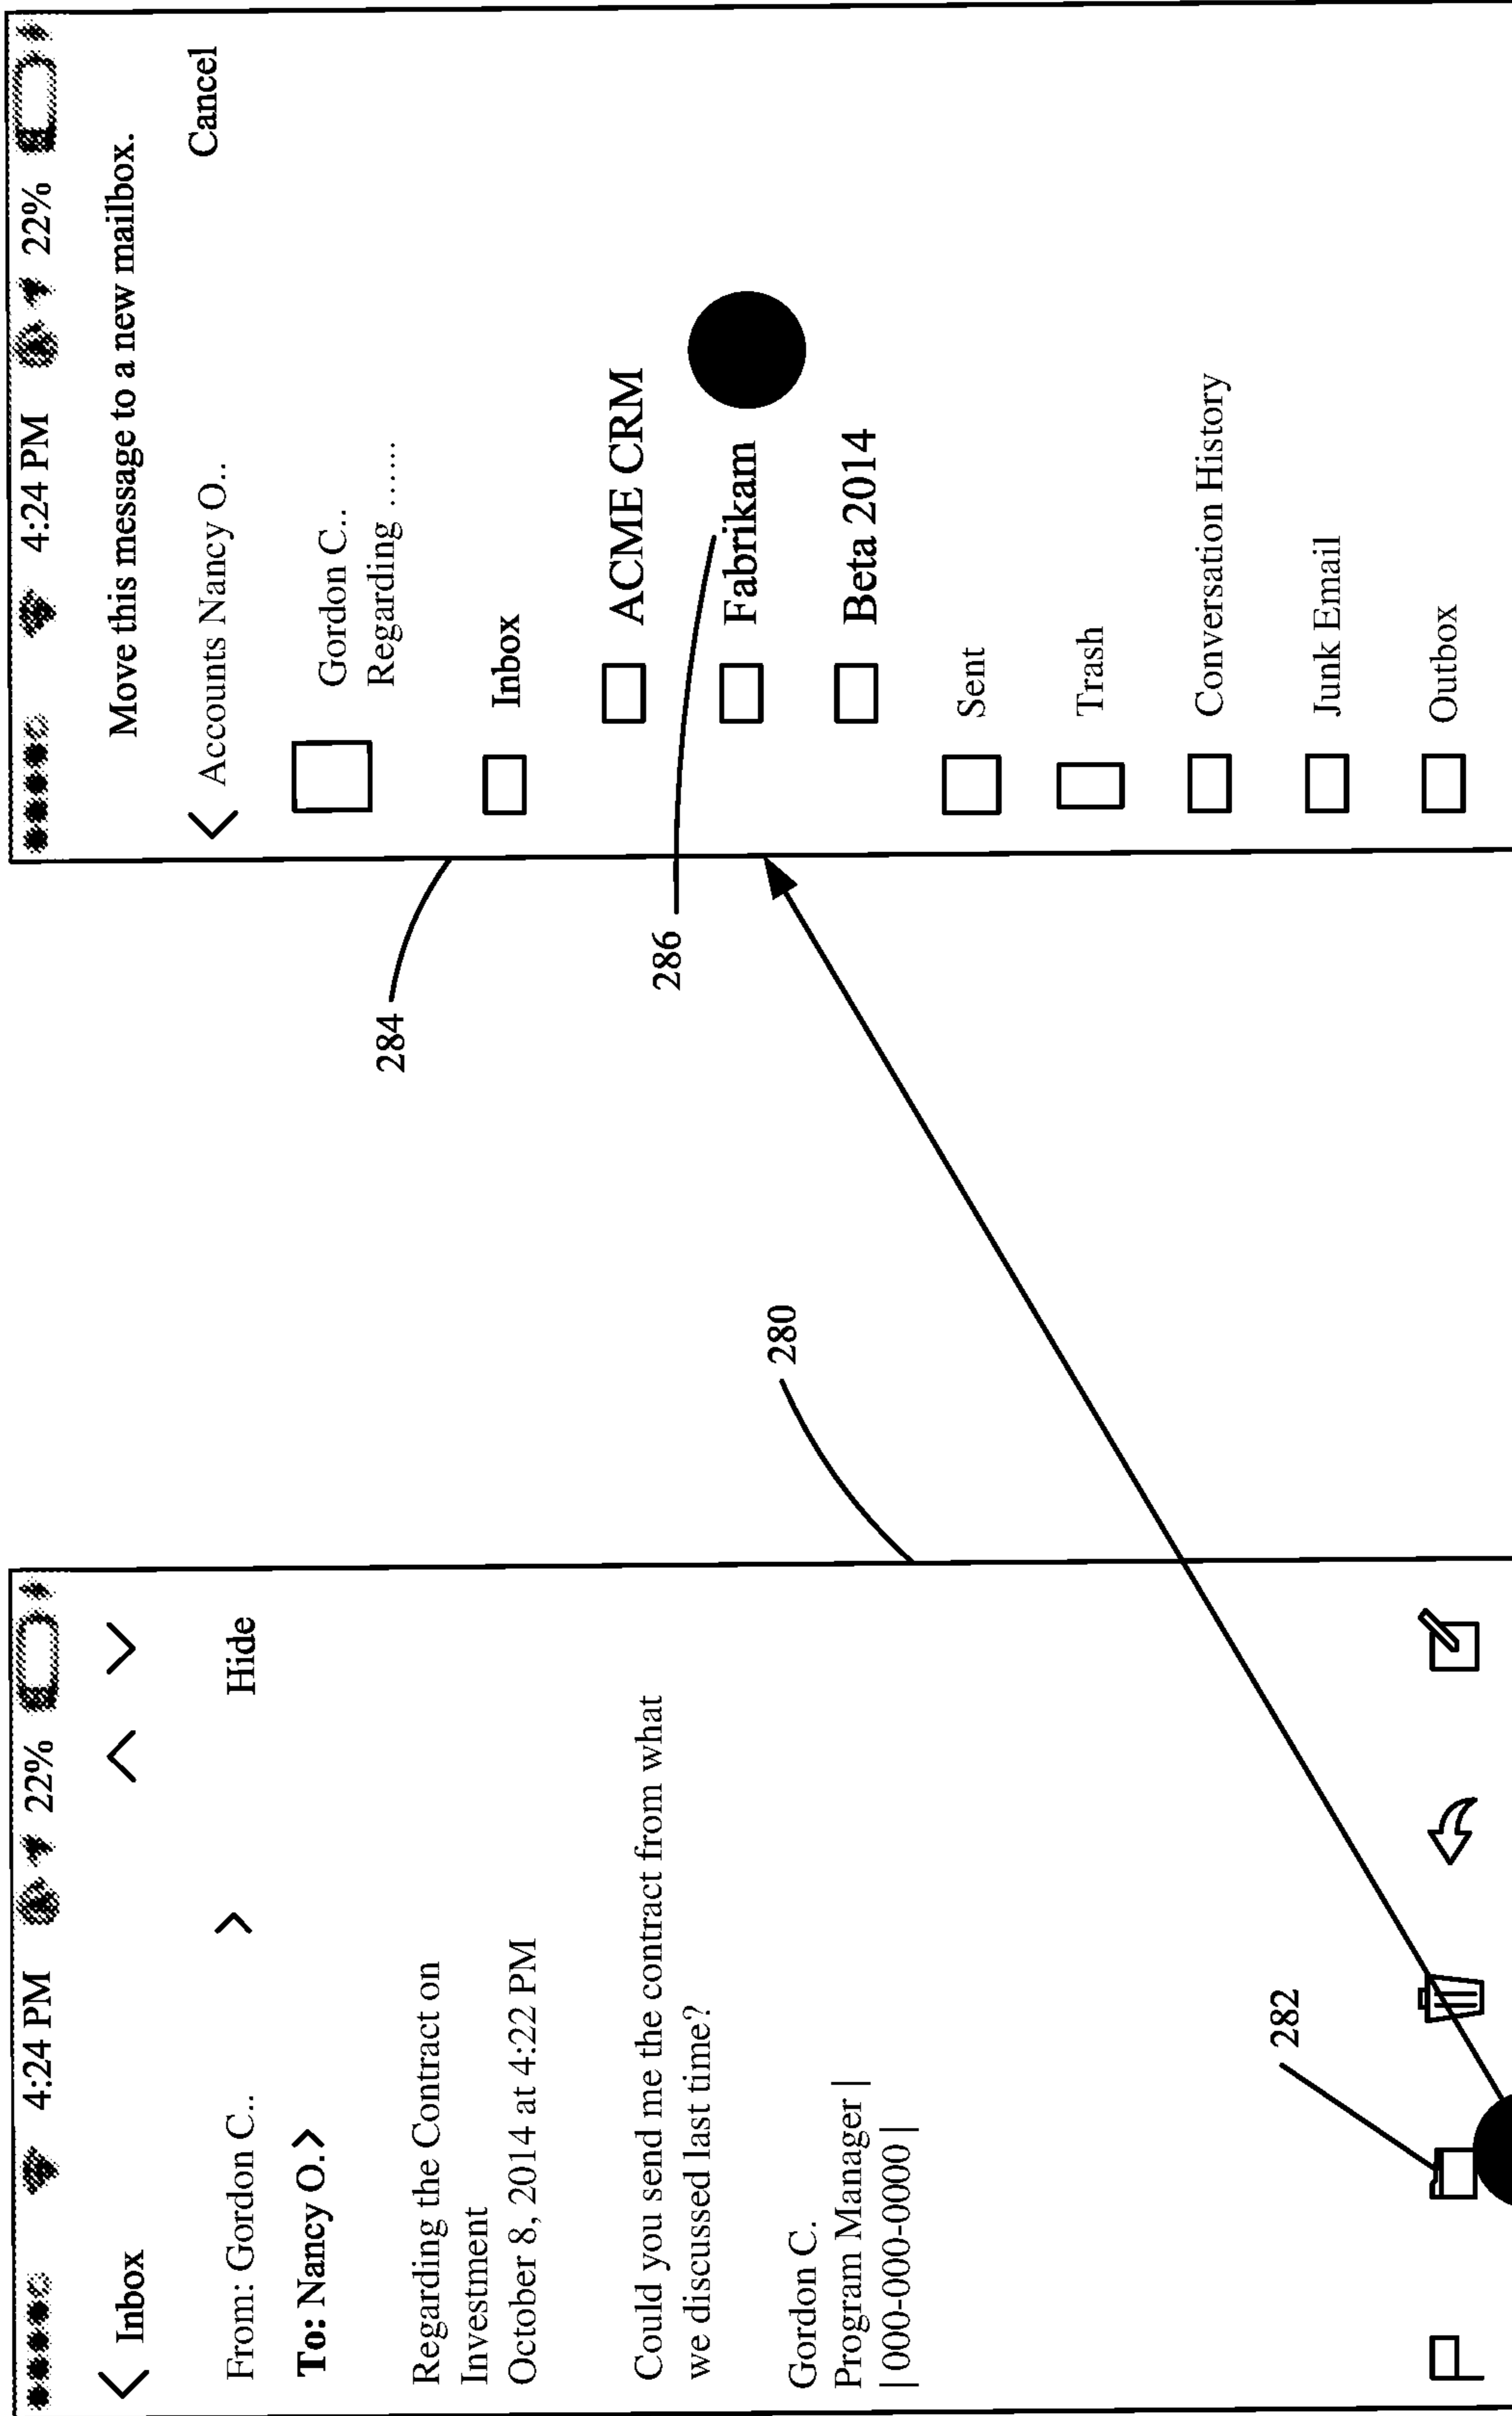 4:24 PM 22%
Inbox
From: Gordon C..
Hide
To: Nancy O.
Regarding the Contract on
Investment
October 8, 2014 at 4:22 PM
Could you send me the contract from what
we discussed last time?
Gordon C.
Program Manager |
| 000-000-0000 |
282
280
284
286
4:24 PM 22%
Move this message to a new mailbox.
Accounts Nancy O..
Cancel
Gordon C..
Regarding ......
Inbox
ACME CRM
Fabrikam
Beta 2014
Sent
Trash
Conversation History
Junk Email
Outbox